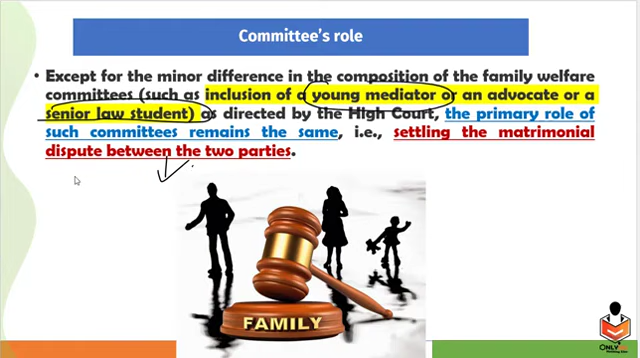 Committee's role
• Except for the minor difference in the composition of the family welfare
committees (such as inclusion of a young mediator or an advocate or a
senior law student) as directed by the High Court, the primary role of
such committees remains the same, i.e., settling the matrimonial
dispute between the two parties.
FAMILY